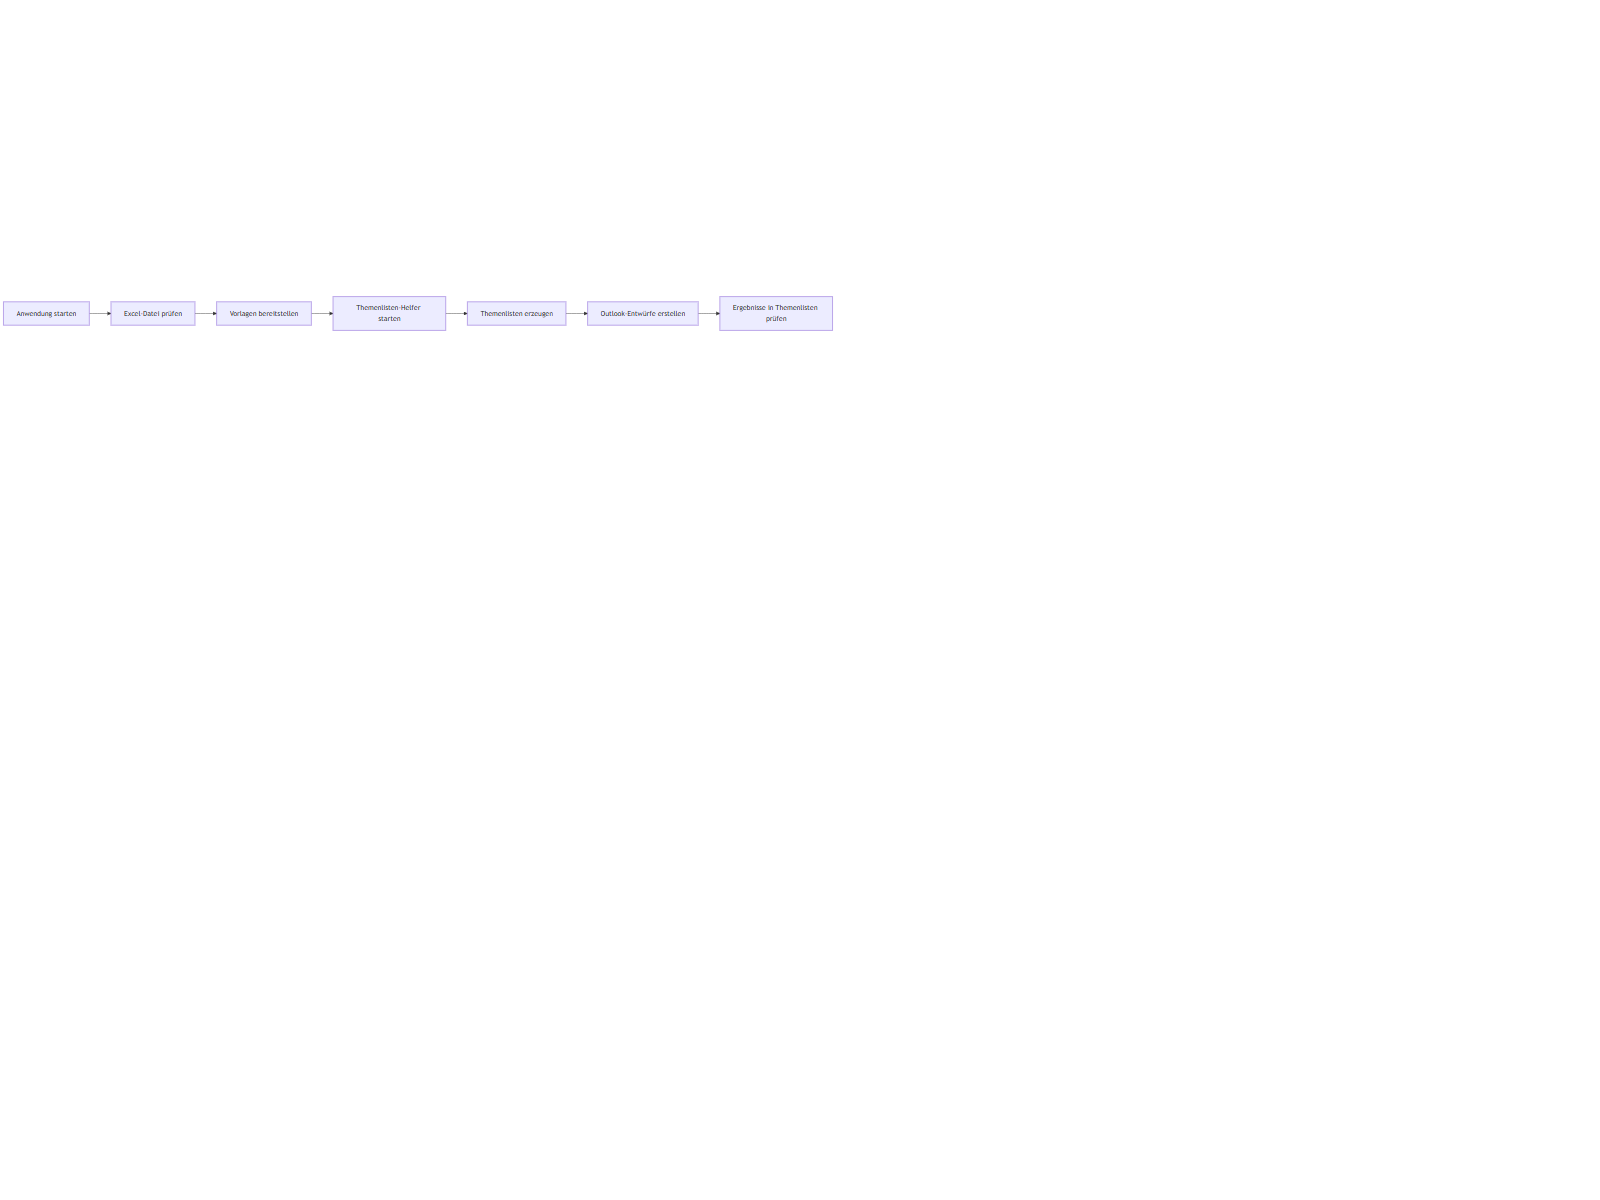 Anwendung starten
Excel-Datei prüfen
Vorlagen bereitstellen
Themenlisten-Helfer
starten
Themenlisten erzeugen
Outlook-Entwürfe erstellen
Ergebnisse in Themenlisten
prüfen